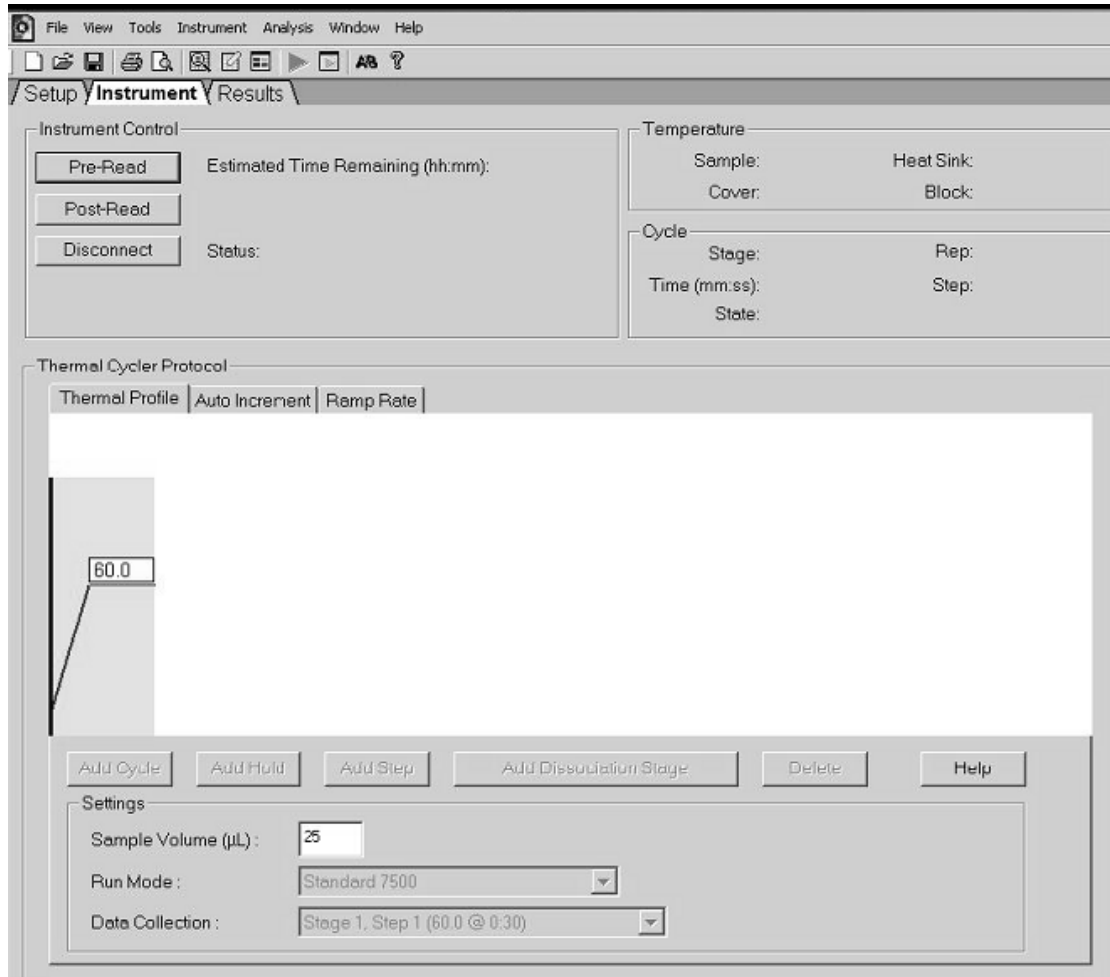 File View Tools Instrument Analysis Window Help
AB ?
Setup Instrument Results
Instrument Control
Pre-Read Estimated Time Remaining (hh:mm):
Post-Read
Disconnect Status:
Temperature
Sample: Heat Sink:
Cover: Block:
Cycle
Stage: Rep:
Time (mm:ss): Step:
State:
Thermal Cycler Protocol
Thermal Profile Auto Increment Ramp Rate
60.0
Add Cycle Add Hold Add Step Add Dissociation Stage Delete Help
Settings
Sample Volume (µL) : 25
Run Mode : Standard 7500
Data Collection : Stage 1, Step 1 (60.0 @ 0:30)